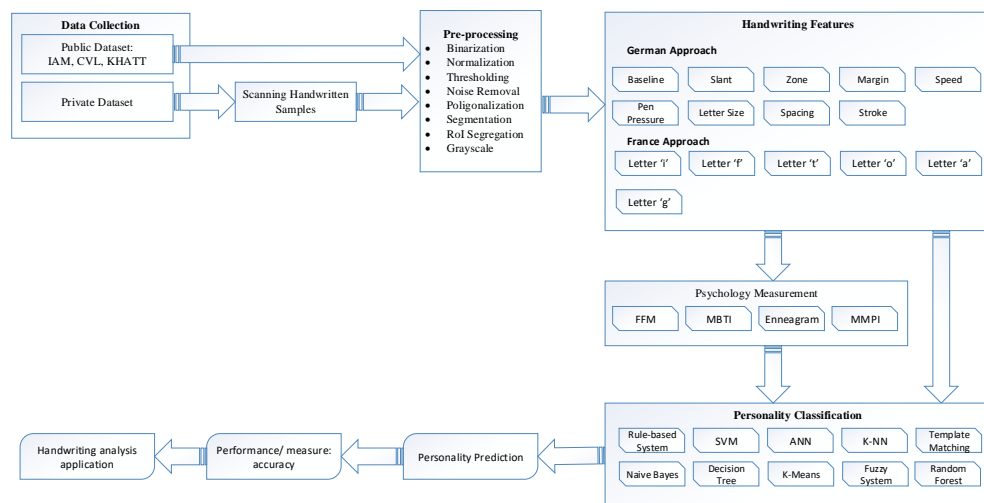 Data Collection
Public Dataset:
IAM, CVL, KHATT
Private Dataset
Scanning Handwritten
Samples
Pre-processing
• Binarization
• Normalization
• Thresholding
• Noise Removal
• Poligonalization
• Segmentation
• RoI Segregation
• Grayscale
Handwriting Features
German Approach
Baseline
Slant
Zone
Margin
Speed
Pen
Pressure
Letter Size
Spacing
Stroke
France Approach
Letter ‘i’
Letter ‘f’
Letter ‘t’
Letter ‘o’
Letter ‘a’
Letter ‘g’
Psychology Measurement
FFM
MBTI
Enneagram
MMPI
Personality Classification
Rule-based
System
SVM
ANN
K-NN
Template
Matching
Naive Bayes
Decision
Tree
K-Means
Fuzzy
System
Random
Forest
Personality Prediction
Performance/ measure:
accuracy
Handwriting analysis
application